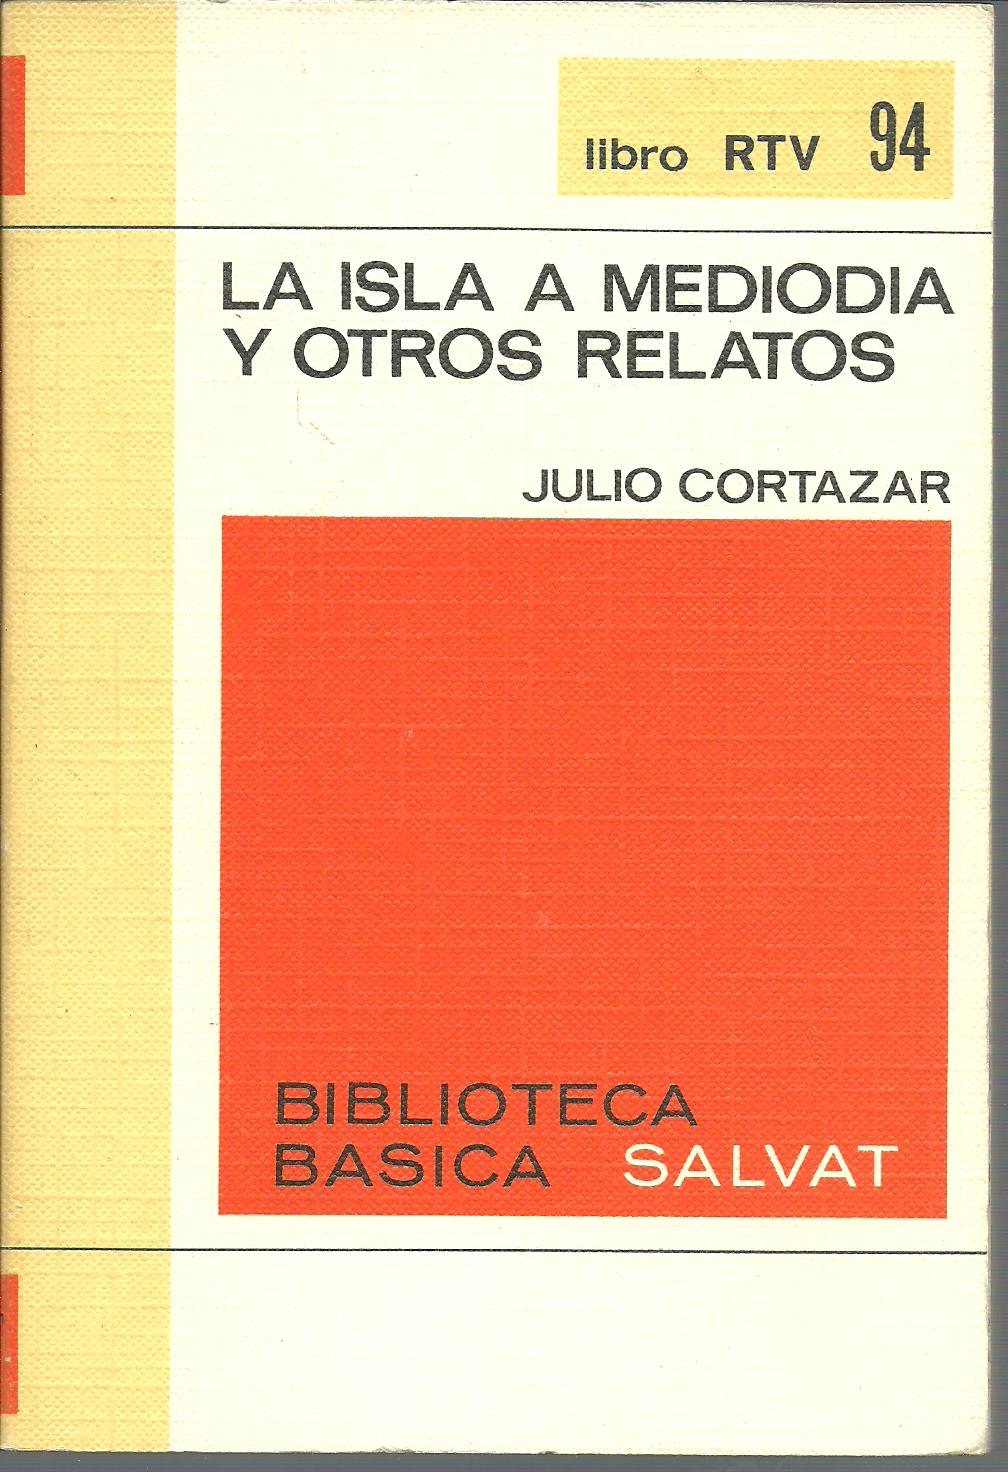 libro RTV 94
LA ISLA A MEDIODIA
Y OTROS RELATOS
JULIO CORTAZAR
BIBLIOTECA
BASICA SALVAT